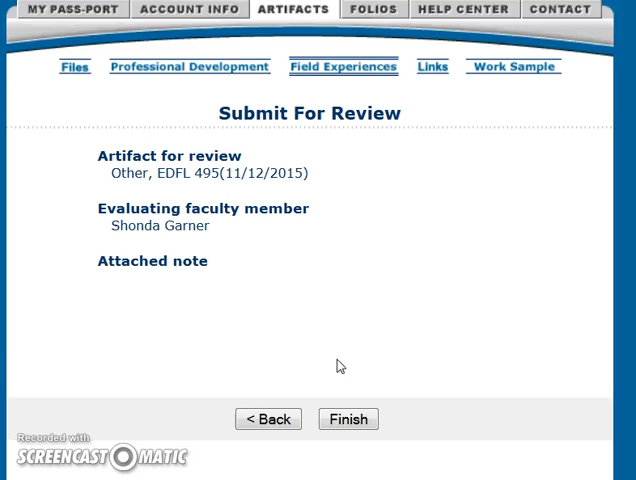 MY PASS-PORT ACCOUNT INFO ARTIFACTS FOLIOS HELP CENTER CONTACT
Files Professional Development Field Experiences Links Work Sample
Submit For Review
Artifact for review
Other, EDFL 495(11/12/2015)
Evaluating faculty member
Shonda Garner
Attached note
< Back Finish
Recorded with
SCREENCAST MATIC